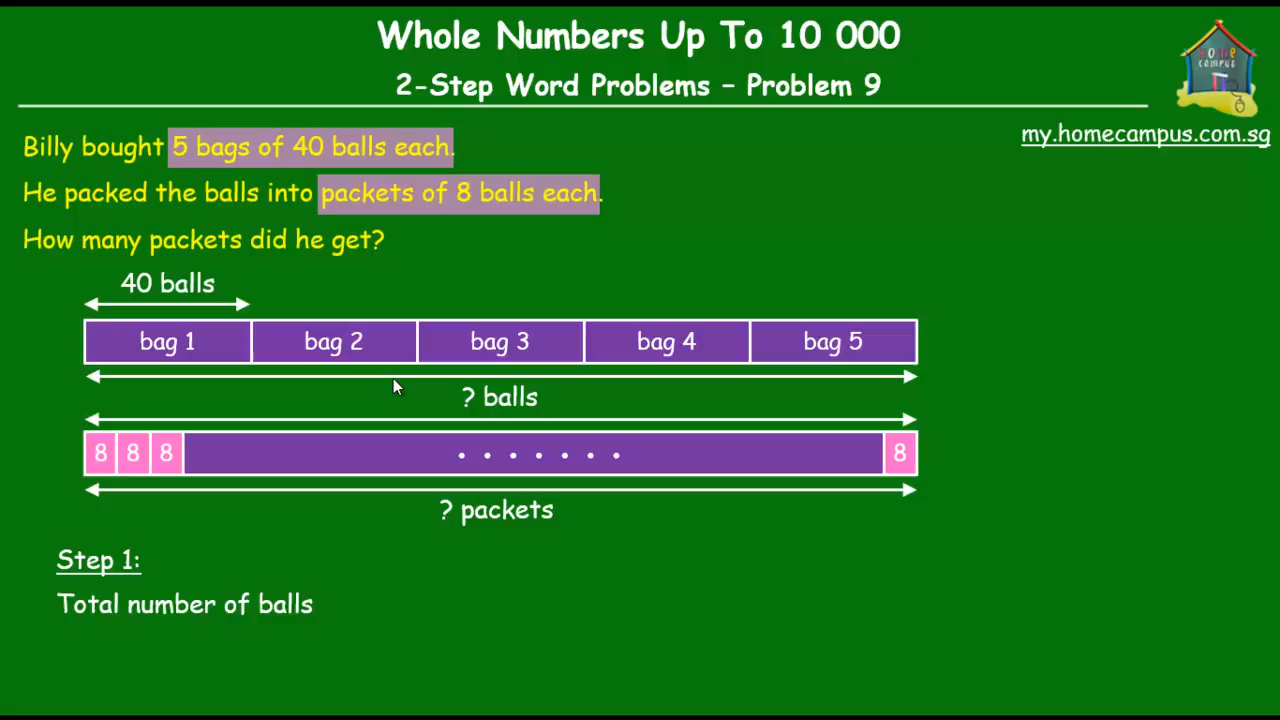 Whole Numbers Up To 10 000
2-Step Word Problems – Problem 9
HOME
campus
my.homecampus.com.sg
Billy bought 5 bags of 40 balls each.
He packed the balls into packets of 8 balls each.
How many packets did he get?
40 balls
bag 1 bag 2 bag 3 bag 4 bag 5
? balls
8 8 8 . . . . . . . 8
? packets
Step 1:
Total number of balls